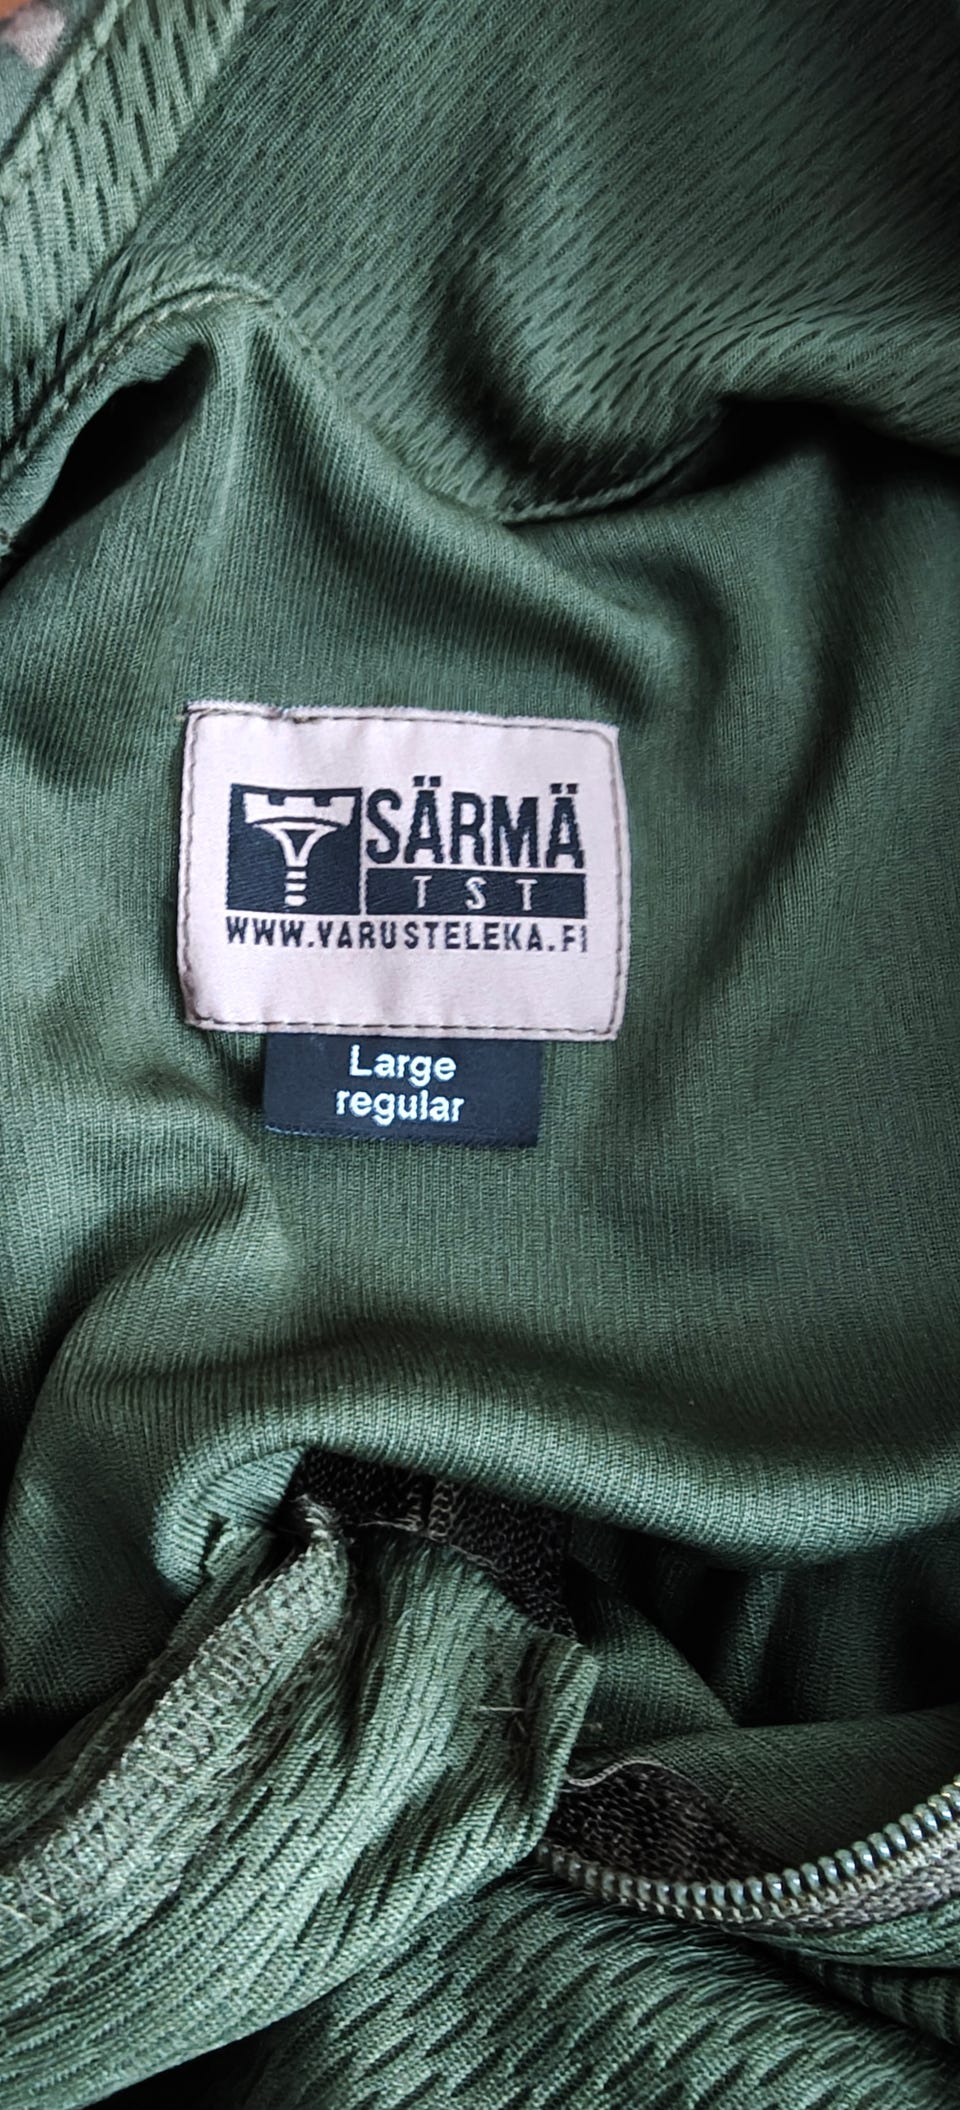 SÄRMÄ
TST
WWW.VARUSTELEKA.FI
Large
regular